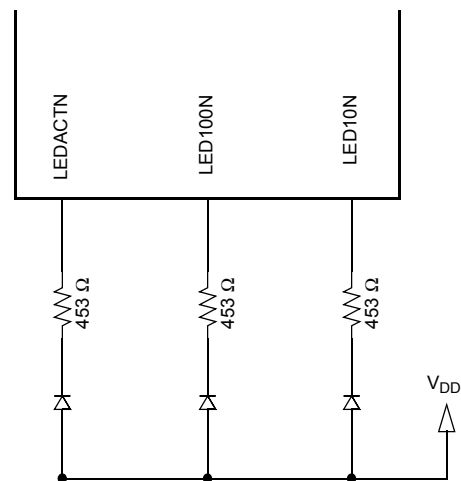 LEDACTN
LED100N
LED10N
453 Ω
453 Ω
453 Ω
VDD